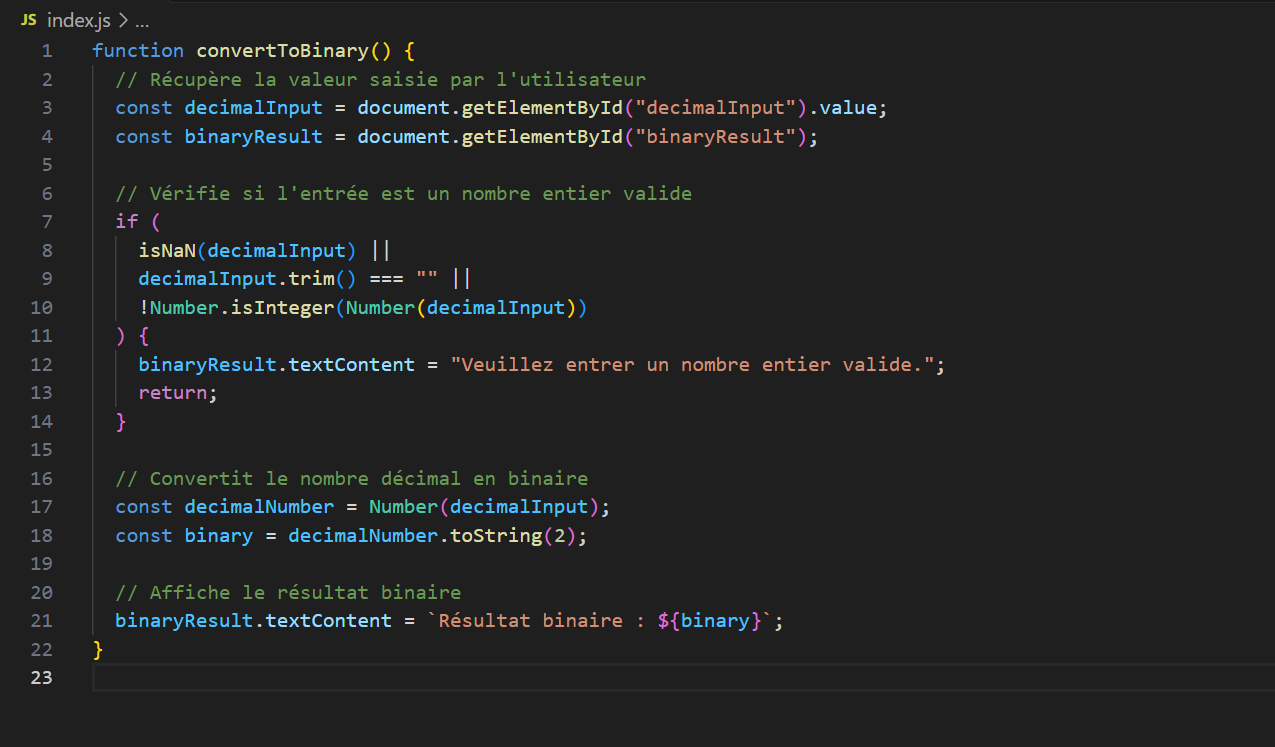 JS index.js > ...
1 function convertToBinary() {
2 // Récupère la valeur saisie par l'utilisateur
3 const decimalInput = document.getElementById("decimalInput").value;
4 const binaryResult = document.getElementById("binaryResult");
5
6 // Vérifie si l'entrée est un nombre entier valide
7 if (
8 isNaN(decimalInput) ||
9 decimalInput.trim() === "" ||
10 !Number.isInteger(Number(decimalInput))
11 ) {
12 binaryResult.textContent = "Veuillez entrer un nombre entier valide.";
13 return;
14 }
15
16 // Convertit le nombre décimal en binaire
17 const decimalNumber = Number(decimalInput);
18 const binary = decimalNumber.toString(2);
19
20 // Affiche le résultat binaire
21 binaryResult.textContent = `Résultat binaire : ${binary}`;
22 }
23